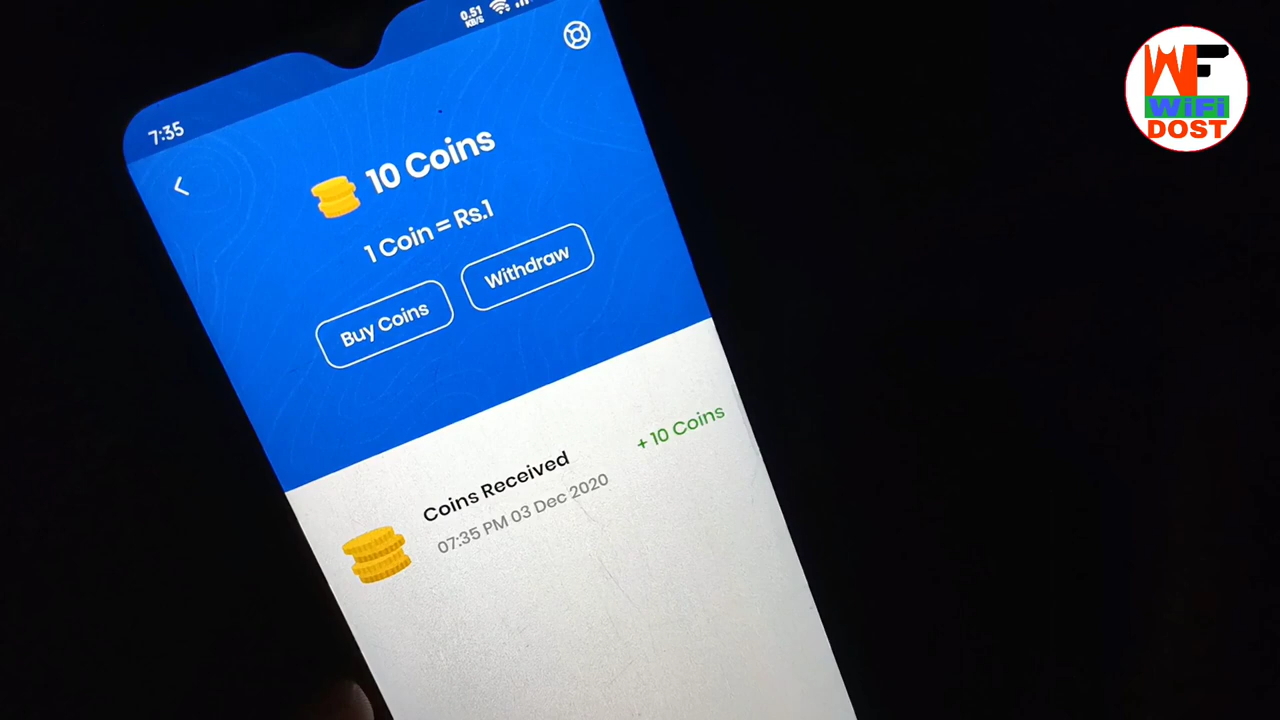 0.51
KB/S
7:35
10 Coins
1 Coin = Rs.1
Buy Coins
Withdraw
Coins Received
+ 10 Coins
07:35 PM 03 Dec 2020
WF
WiFi
DOST